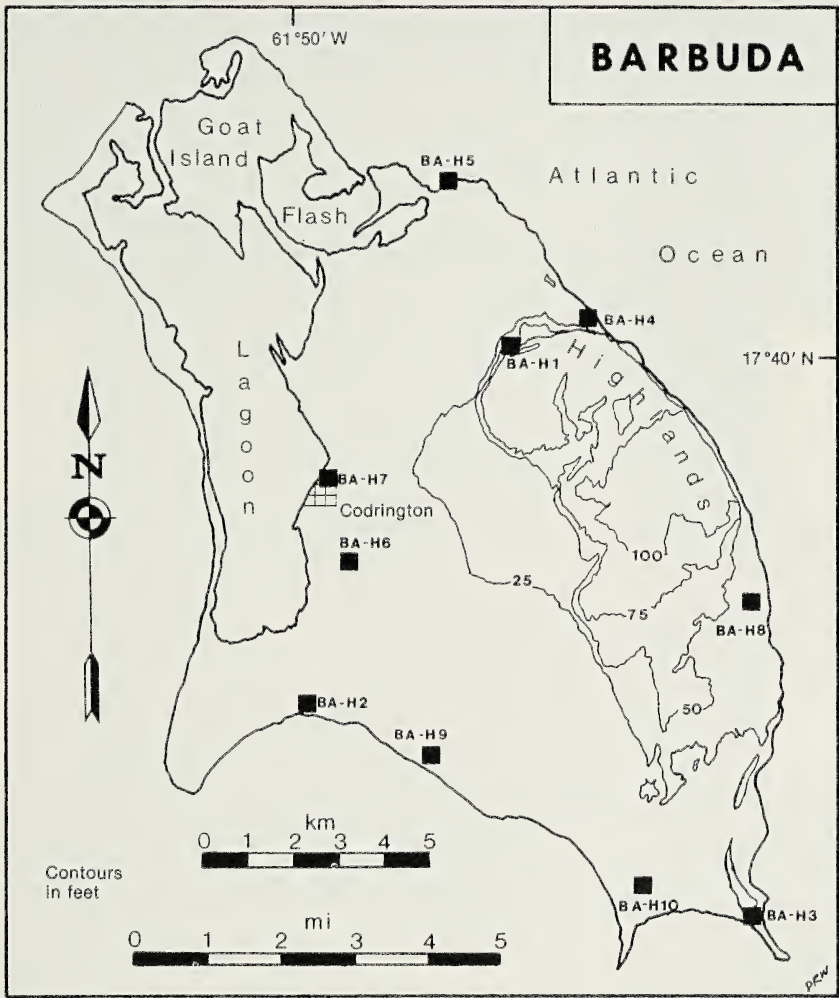 61°50' W
BARBUDA
Goat
Island
Flash
BA-H5
Atlantic
Ocean
BA-H4
BA-H1
Highlands
17°40' N
Lagoon
N
BA-H7
Codrington
BA-H6
100
25
75
BA-H8
BA-H2
50
BA-H9
km
0 1 2 3 4 5
Contours
in feet
BA-H10
BA-H3
mi
0 1 2 3 4 5
DRW